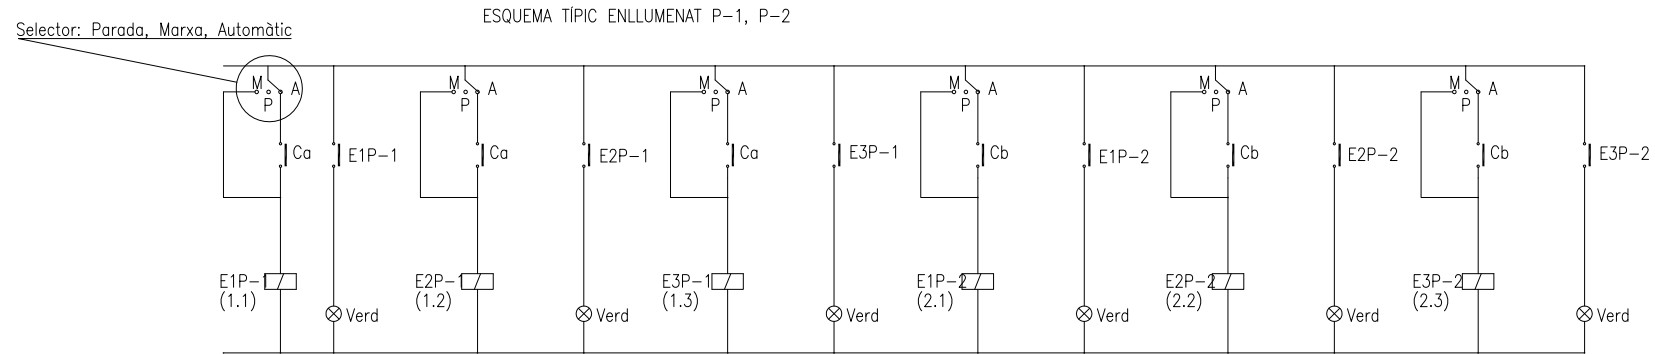 ESQUEMA TÍPIC ENLLUMENAT P-1, P-2
Selector: Parada, Marxa, Automàtic
M A M A M A M A M A M A
P P P P P P
Ca E1P-1 Ca E2P-1 Ca E3P-1 Cb E1P-2 Cb E2P-2 Cb E3P-2
E1P-1 E2P-1 E3P-1 E1P-2 E2P-2 E3P-2
(1.1) (1.2) (1.3) (2.1) (2.2) (2.3)
Verd Verd Verd Verd Verd Verd